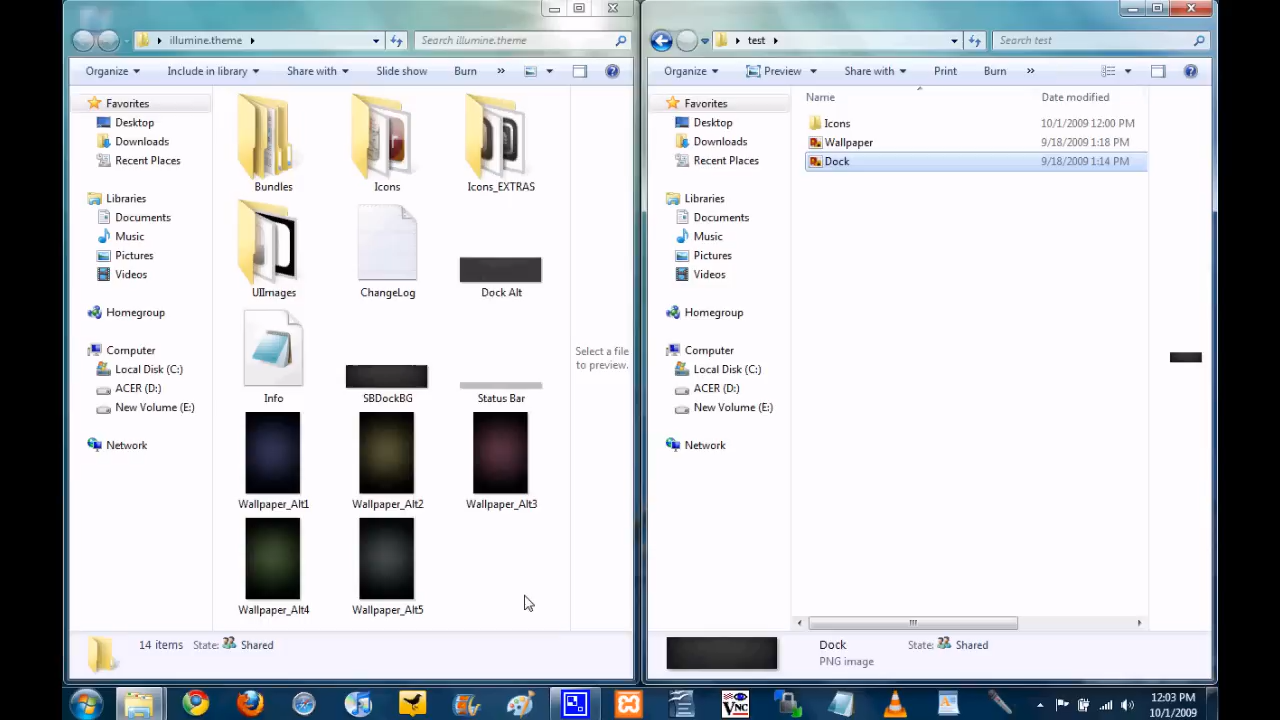 illumine.theme
Search illumine.theme
Organize
Include in library
Share with
Slide show
Burn
»
Favorites
Desktop
Downloads
Recent Places
Libraries
Documents
Music
Pictures
Videos
Homegroup
Computer
Local Disk (C:)
ACER (D:)
New Volume (E:)
Network
Bundles
Icons
Icons_EXTRAS
UIImages
ChangeLog
Dock Alt
Info
SBDockBG
Status Bar
Wallpaper_Alt1
Wallpaper_Alt2
Wallpaper_Alt3
Wallpaper_Alt4
Wallpaper_Alt5
Select a file
to preview.
14 items State: Shared
test
Search test
Organize
Preview
Share with
Print
Burn
»
Favorites
Desktop
Downloads
Recent Places
Libraries
Documents
Music
Pictures
Videos
Homegroup
Computer
Local Disk (C:)
ACER (D:)
New Volume (E:)
Network
Name Date modified
Icons 10/1/2009 12:00 PM
Wallpaper 9/18/2009 1:18 PM
Dock 9/18/2009 1:14 PM
Dock State: Shared
PNG image
VNC
12:03 PM
10/1/2009